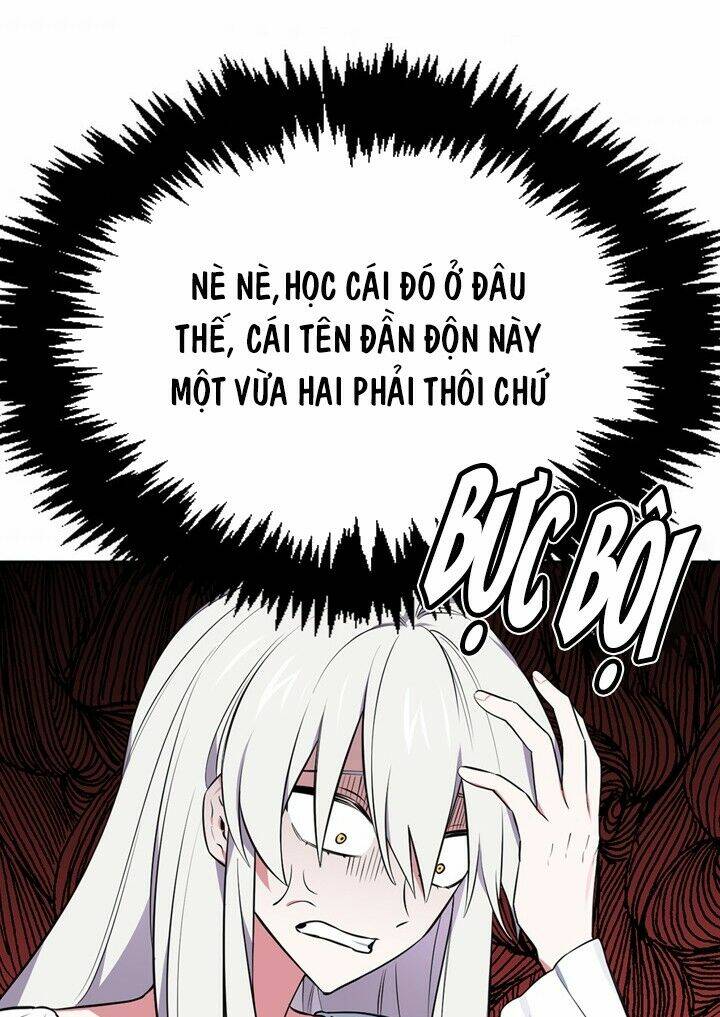 NÈ NÈ, HỌC CÁI ĐÓ Ở ĐÂU
THẾ, CÁI TÊN ĐẦN ĐỘN NÀY
MỘT VỪA HAI PHẢI THÔI CHỨ
BỰC BỘI